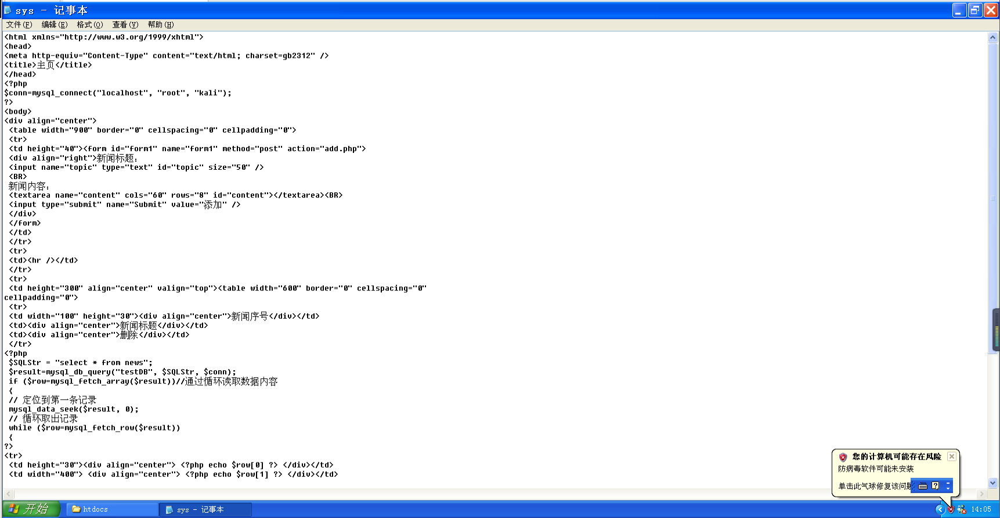 sys - 记事本
文件(F) 编辑(E) 格式(O) 查看(V) 帮助(H)
<html xmlns="http://www.w3.org/1999/xhtml">
<head>
<meta http-equiv="Content-Type" content="text/html; charset=gb2312" />
<title>主页</title>
</head>
<?php
$conn=mysql_connect("localhost", "root", "kali");
?>
<body>
<div align="center">
<table width="900" border="0" cellspacing="0" cellpadding="0">
<tr>
<td height="40"><form id="form1" name="form1" method="post" action="add.php">
<div align="right">新闻标题:
<input name="topic" type="text" id="topic" size="50" />
<BR>
新闻内容:
<textarea name="content" cols="60" rows="8" id="content"></textarea><BR>
<input type="submit" name="Submit" value="添加" />
</div>
</form>
</td>
</tr>
<tr>
<td><hr /></td>
</tr>
<tr>
<td height="300" align="center" valign="top"><table width="600" border="0" cellspacing="0"
cellpadding="0">
<tr>
<td width="100" height="30"><div align="center">新闻序号</div></td>
<td><div align="center">新闻标题</div></td>
<td><div align="center">删除</div></td>
</tr>
<?php
$SQLStr = "select * from news";
$result=mysql_db_query("testDB", $SQLStr, $conn);
if ($row=mysql_fetch_array($result))//通过循环读取数据内容
{
// 定位到第一条记录
mysql_data_seek($result, 0);
// 循环取出记录
while ($row=mysql_fetch_row($result))
{
?>
<tr>
<td height="30"><div align="center"> <?php echo $row[0] ?> </div></td>
<td width="400"> <div align="center"> <?php echo $row[1] ?> </div></td>
您的计算机可能存在风险
防病毒软件可能未安装
单击此气球修复该问题
开始 htdocs sys - 记事本 14:05